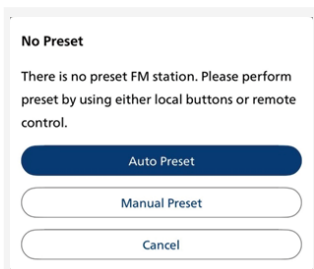 No Preset
There is no preset FM station. Please perform
preset by using either local buttons or remote
control.
Auto Preset
Manual Preset
Cancel